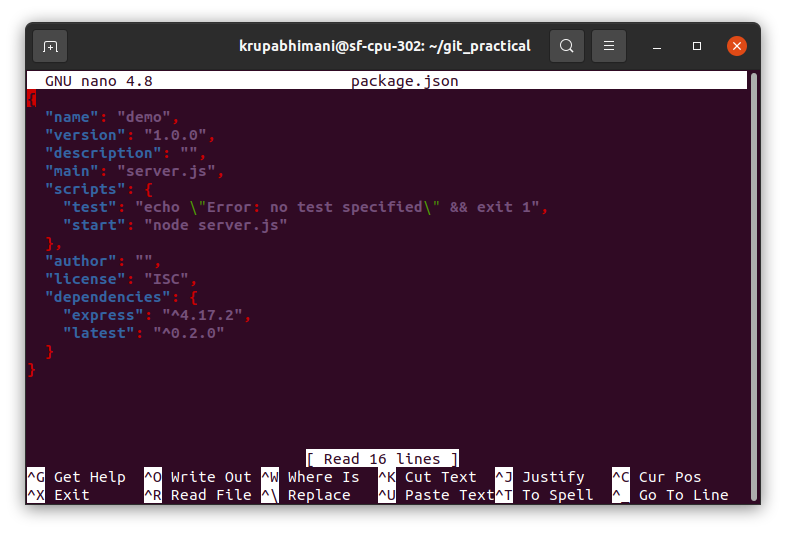 krupabhimani@sf-cpu-302: ~/git_practical
GNU nano 4.8 package.json
{
  "name": "demo",
  "version": "1.0.0",
  "description": "",
  "main": "server.js",
  "scripts": {
    "test": "echo \"Error: no test specified\" && exit 1",
    "start": "node server.js"
  },
  "author": "",
  "license": "ISC",
  "dependencies": {
    "express": "^4.17.2",
    "latest": "^0.2.0"
  }
}
[ Read 16 lines ]
^G Get Help ^O Write Out ^W Where Is ^K Cut Text ^J Justify ^C Cur Pos
^X Exit ^R Read File ^\ Replace ^U Paste Text ^T To Spell ^_ Go To Line